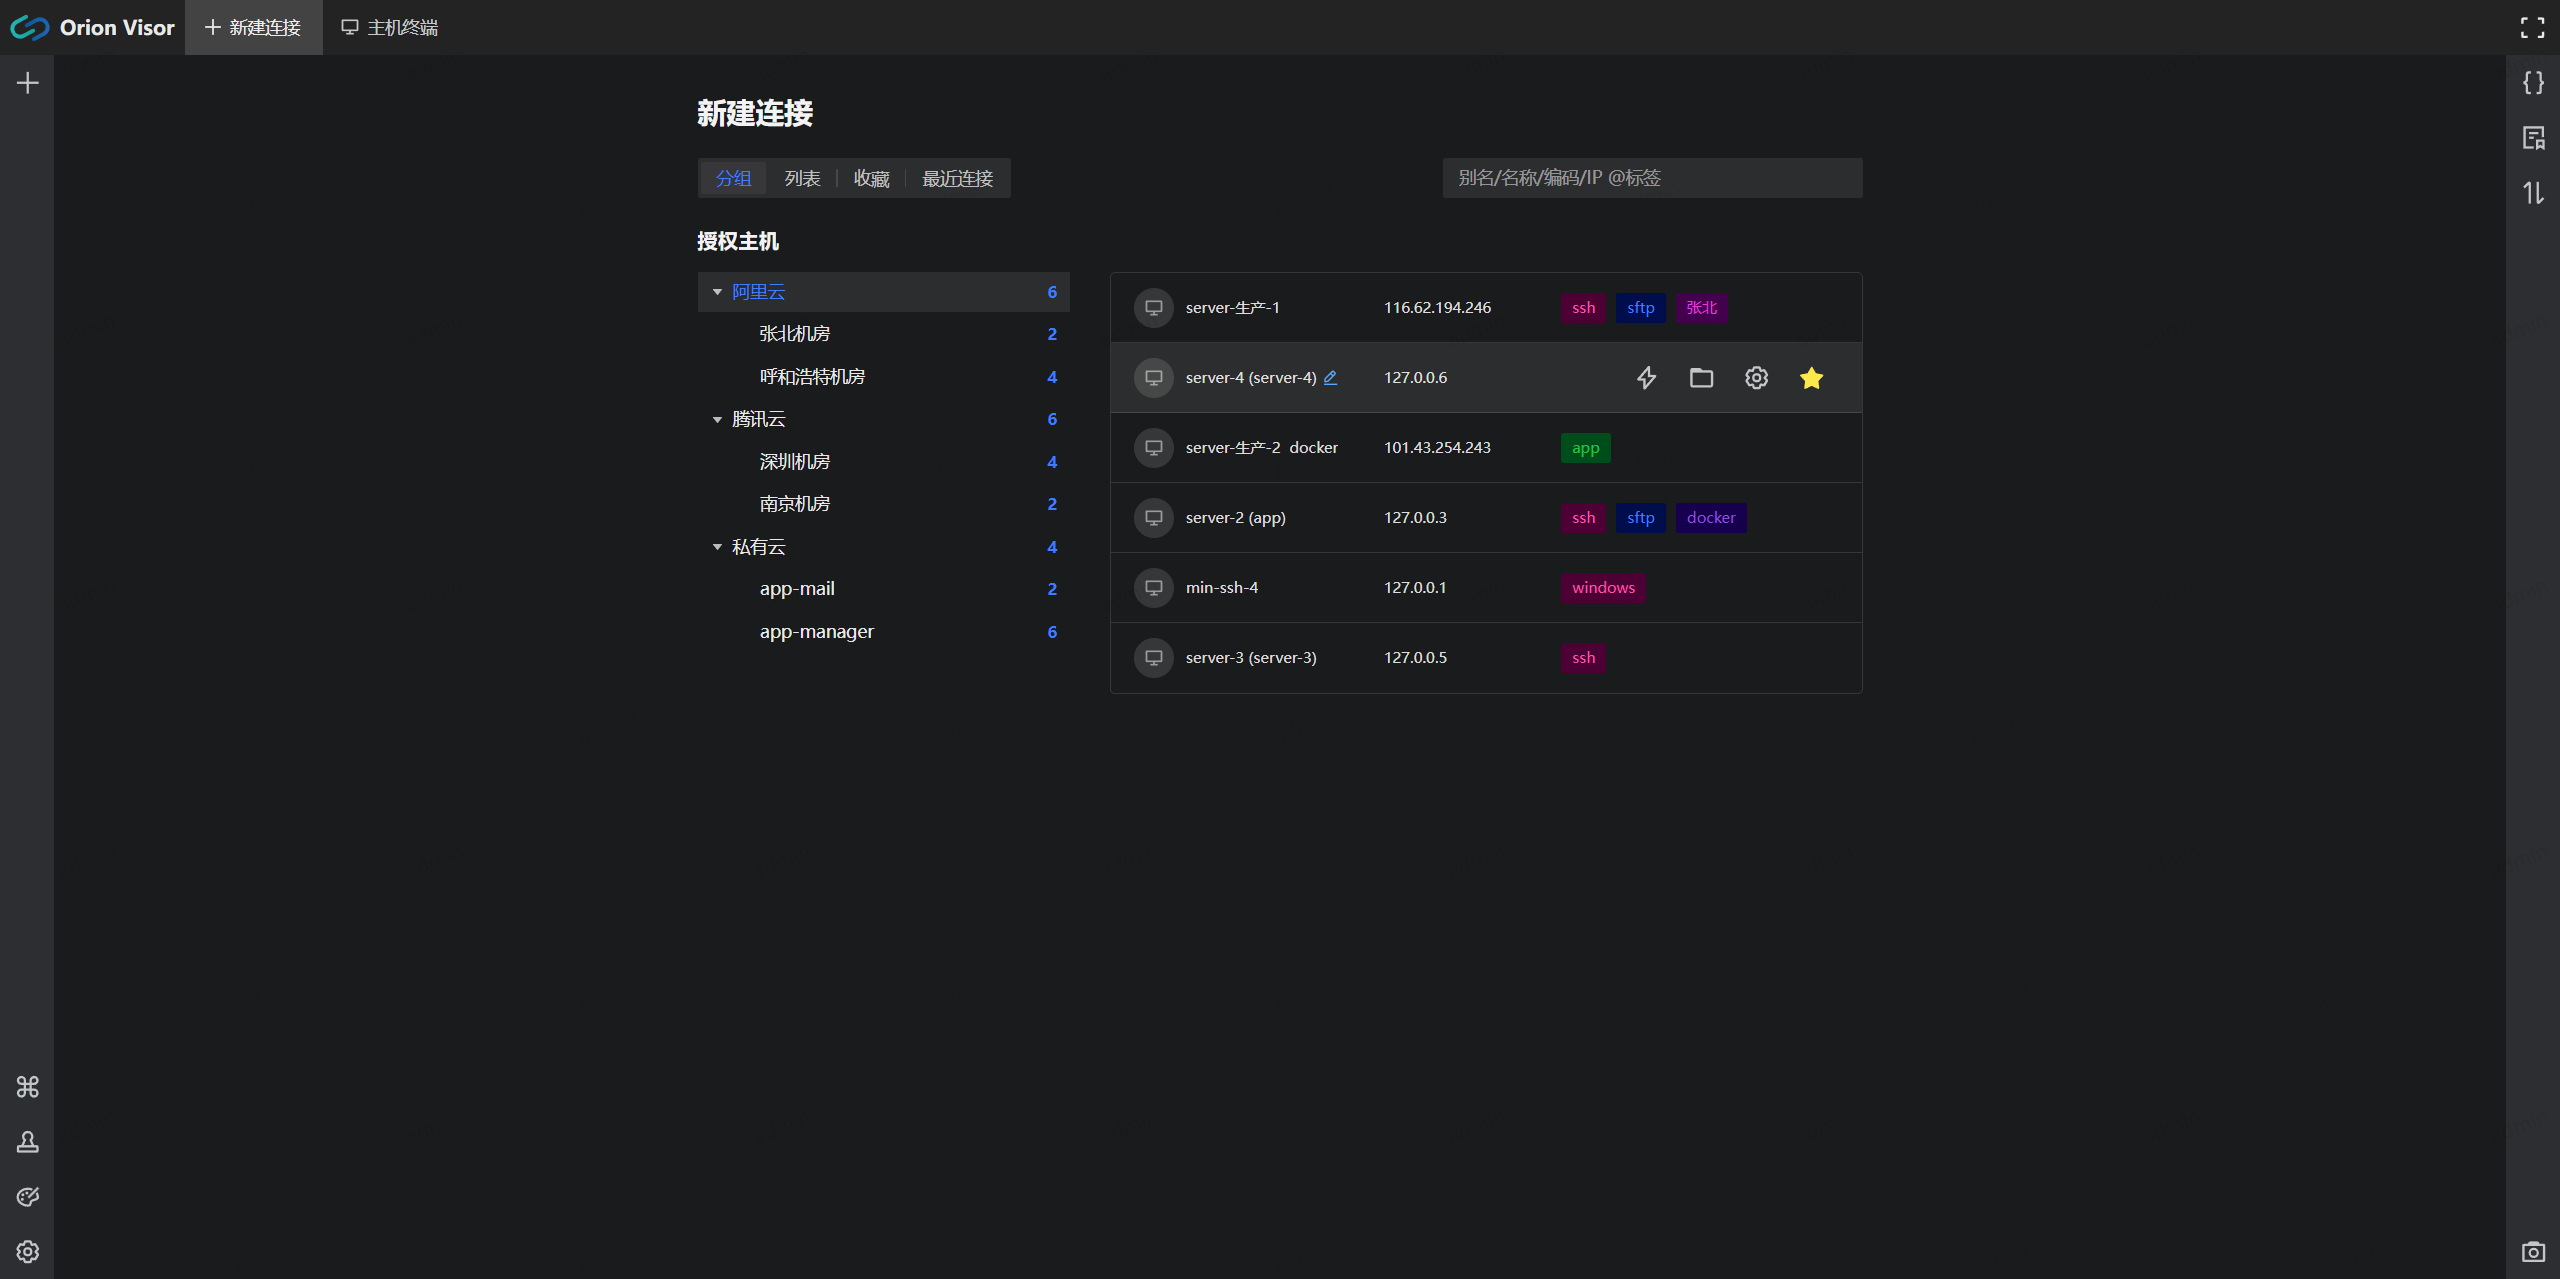 Orion Visor 新建连接 主机终端
新建连接
分组 列表 收藏 最近连接
别名/名称/编码/IP @标签
授权主机
阿里云 6
张北机房 2
呼和浩特机房 4
腾讯云 6
深圳机房 4
南京机房 2
私有云 4
app-mail 2
app-manager 6
server-生产-1 116.62.194.246 ssh sftp 张北
server-4 (server-4) 127.0.0.6
server-生产-2 docker 101.43.254.243 app
server-2 (app) 127.0.0.3 ssh sftp docker
min-ssh-4 127.0.0.1 windows
server-3 (server-3) 127.0.0.5 ssh